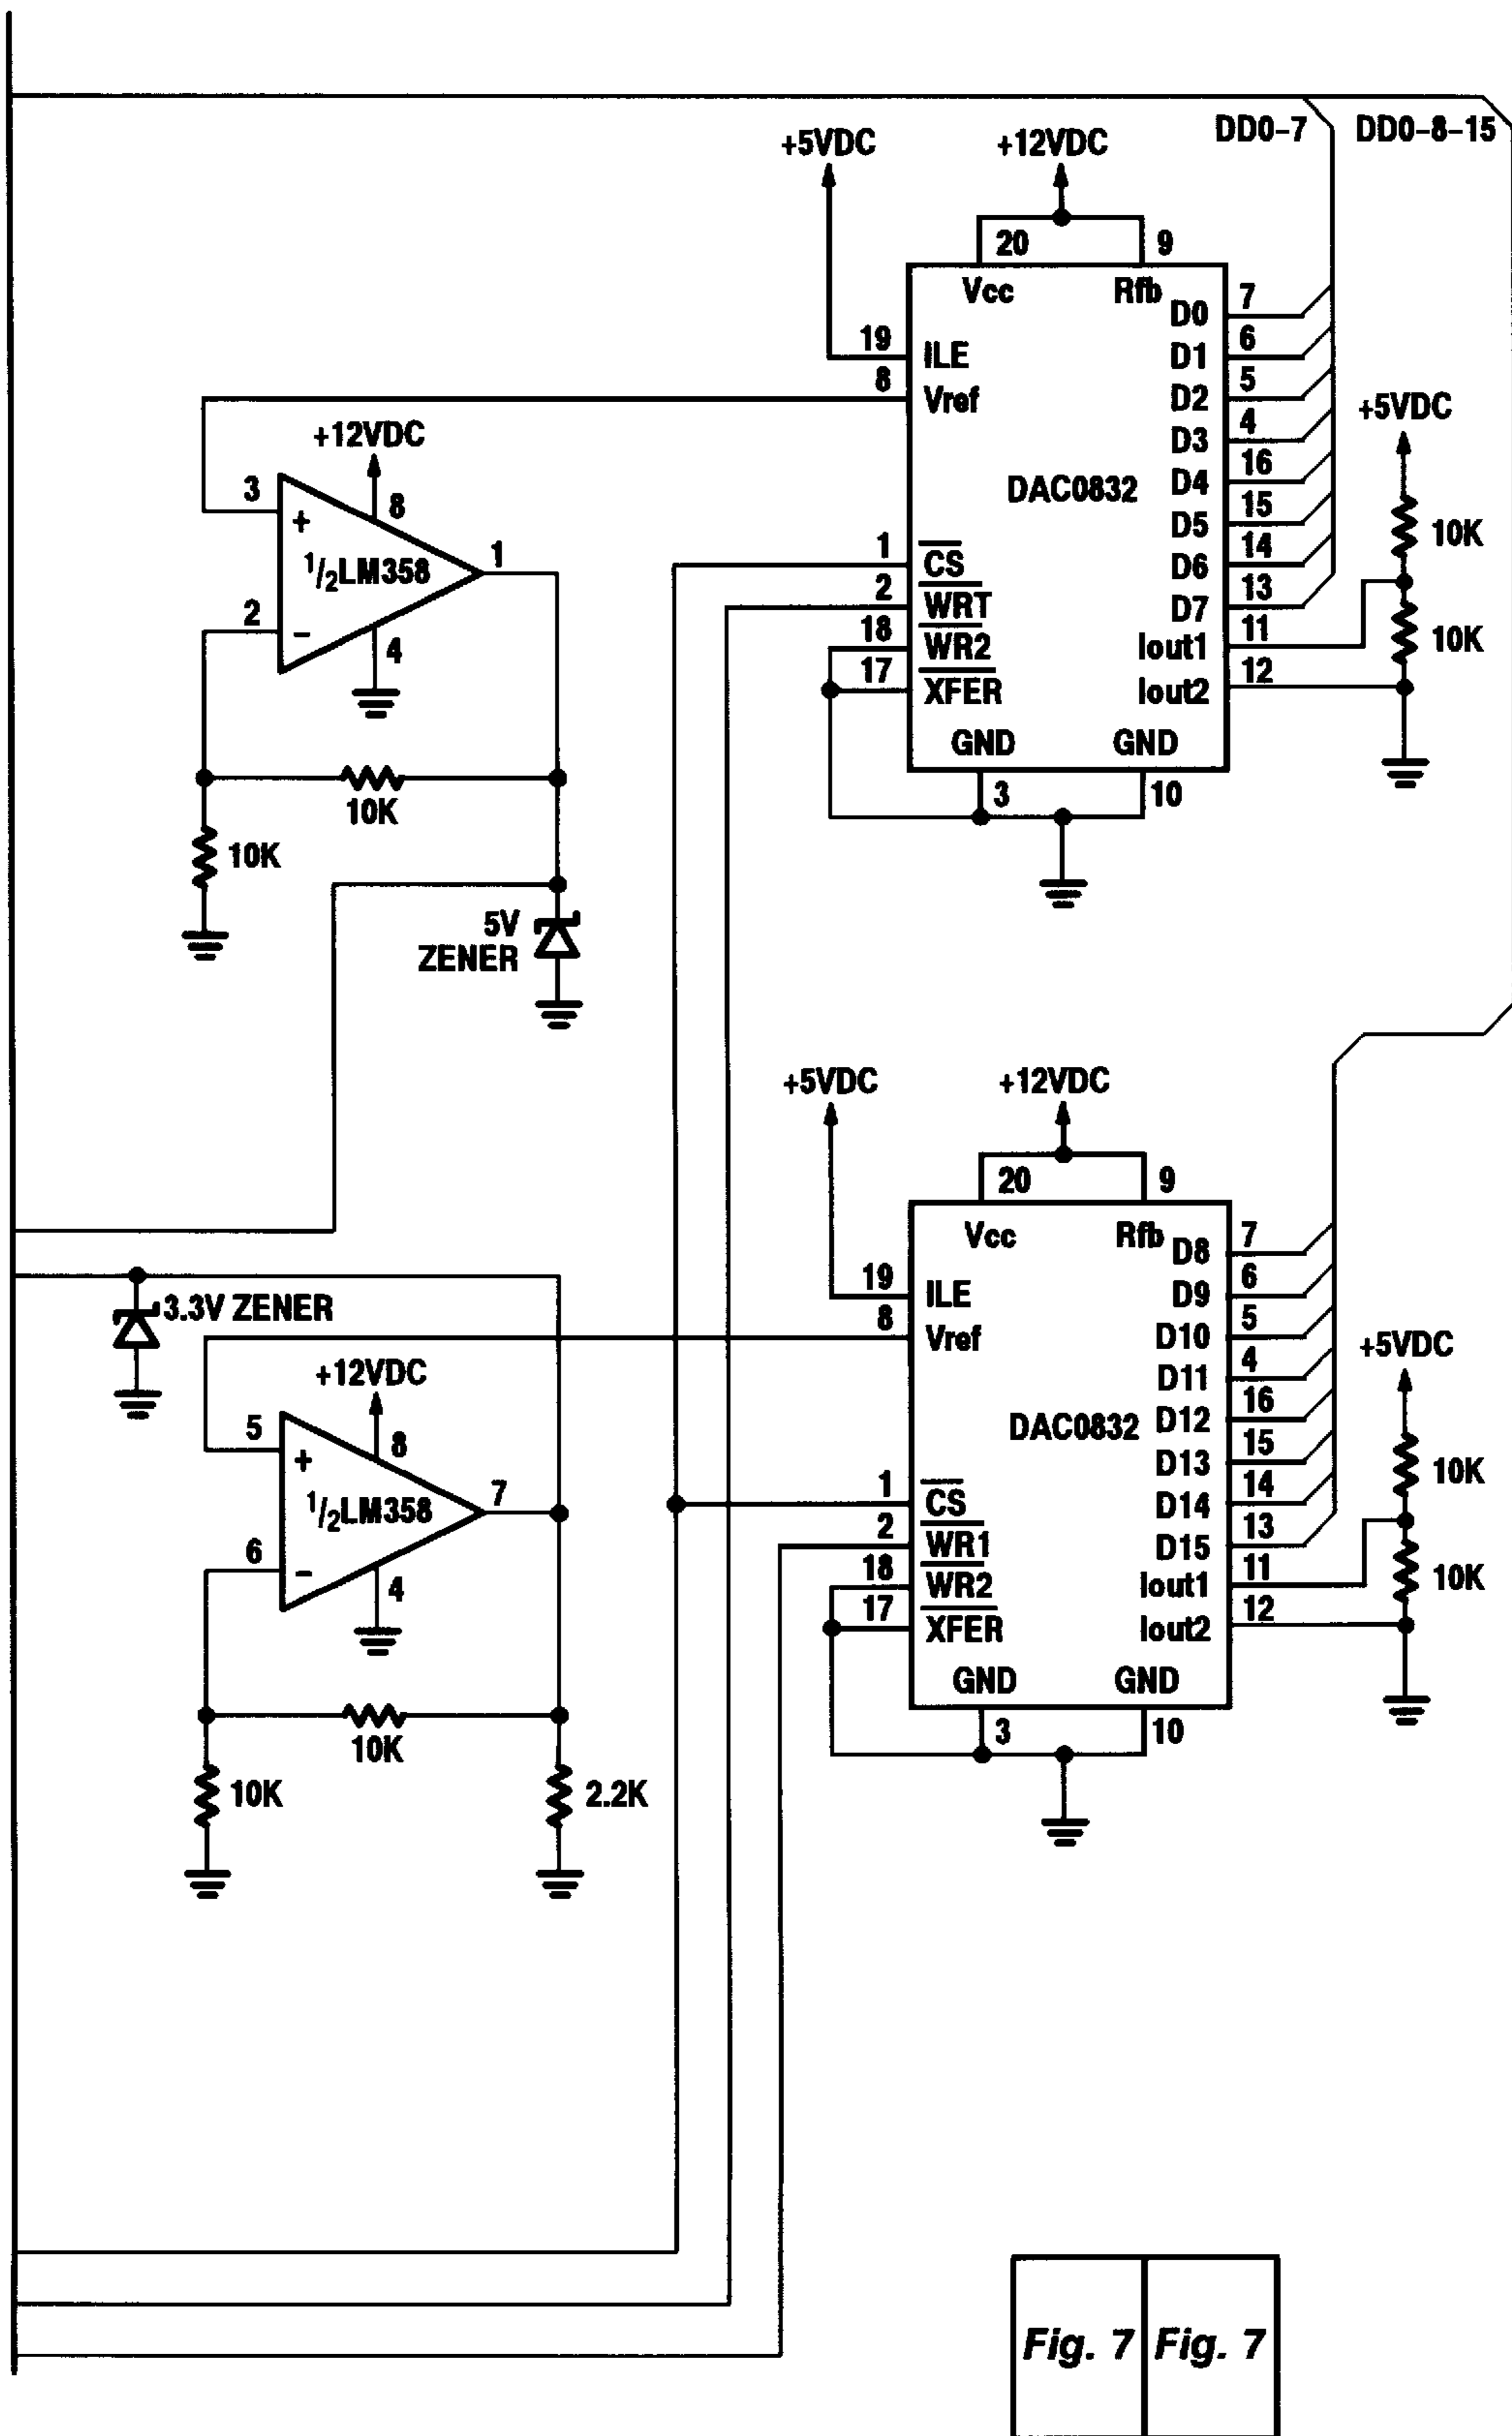 DD0-7 DD0-8-15
+5VDC +12VDC
20 9
Vcc Rfb
D0 7
19 ILE D1 6
8 Vref D2 5
+5VDC
D3 4
+12VDC
D4 16
3 + 8
DAC0832
D5 15
10K
1/2LM358 1
1 CS D6 14
2 WRT D7 13
2 - 4
18 WR2 Iout1 11
10K
17 XFER Iout2 12
GND GND
3 10
10K
10K
5V
ZENER
+5VDC +12VDC
20 9
Vcc Rfb
D8 7
19 ILE D9 6
3.3V ZENER
8 Vref D10 5
+5VDC
+12VDC
D11 4
D12 16
5 + 8
DAC0832
D13 15
10K
1/2LM358 7
1 CS D14 14
2 WR1 D15 13
6 - 4
18 WR2 Iout1 11
10K
17 XFER Iout2 12
GND GND
3 10
10K
10K
2.2K
Fig. 7 Fig. 7